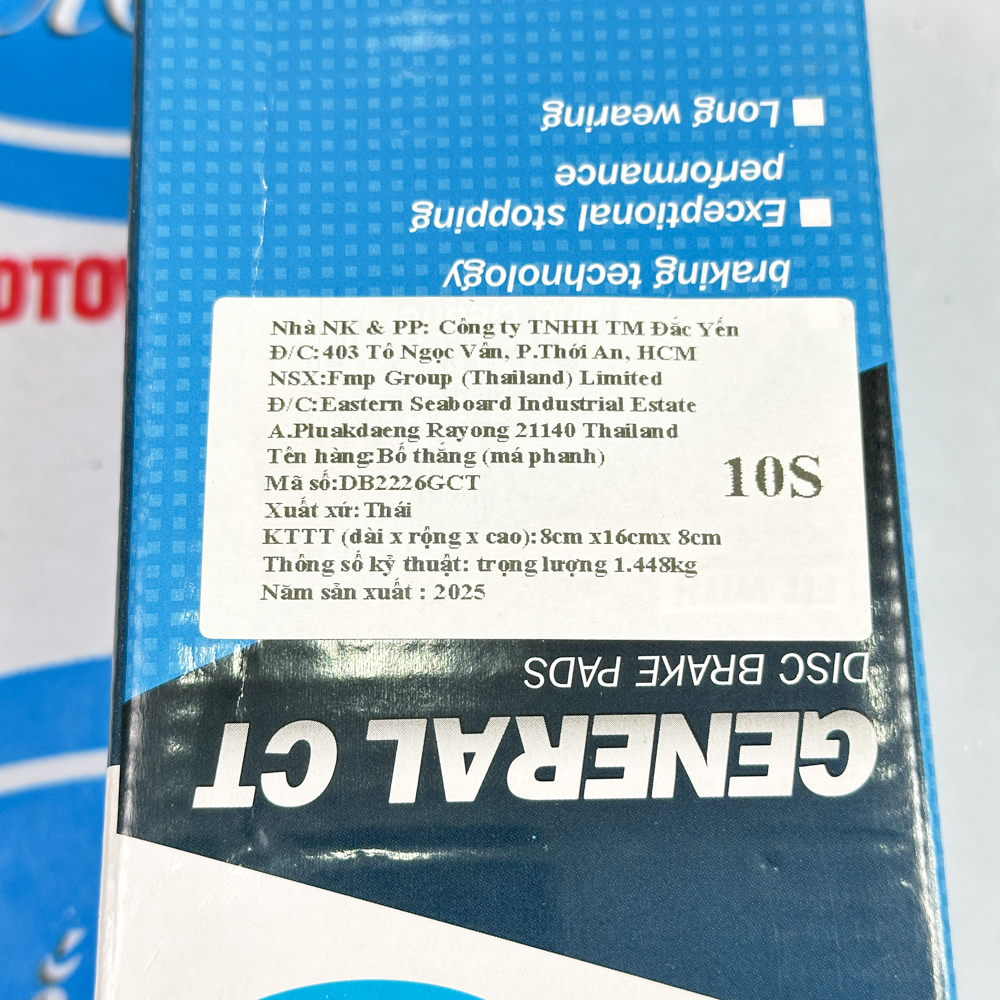 Nhà NK & PP: Công ty TNHH TM Đắc Yến
Đ/C:403 Tô Ngọc Vân, P.Thới An, HCM
NSX:Fmp Group (Thailand) Limited
Đ/C:Eastern Seaboard Industrial Estate
A.Pluakdaeng Rayong 21140 Thailand
Tên hàng:Bố thắng (má phanh)
Mã số:DB2226GCT
10S
Xuất xứ: Thái
KTTT (dài x rộng x cao):8cm x16cmx 8cm
Thông số kỹ thuật: trọng lượng 1.448kg
Năm sản xuất : 2025
GENERAL CT
DISC BRAKE PADS
braking technology
Exceptional stopping
performance
Long wearing